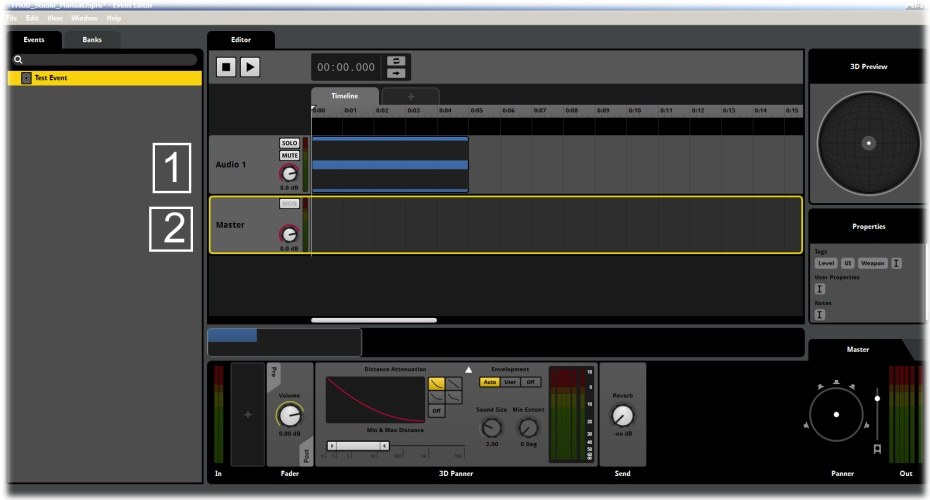 FMOD_Studio_Manual.fspro* - Event Editor
File Edit View Window Help
Events Banks Editor
00:00.000
3D Preview
Test Event
Timeline +
0:00 0:01 0:02 0:03 0:04 0:05 0:06 0:07 0:08 0:09 0:10 0:11 0:12 0:13 0:14 0:15
SOLO
MUTE
Audio 1
0.0 dB
1
MON
Master
0.0 dB
2
Properties
Tags
Level UI Weapon
User Properties
Notes
Master
Pre
Distance Attenuation
Envelopment
Auto User Off
Volume
0.00 dB
Off
Sound Size Min Extent
2.00 0 Deg
Min & Max Distance
Reverb
-oo dB
Post
In Fader 3D Panner Send Panner Out